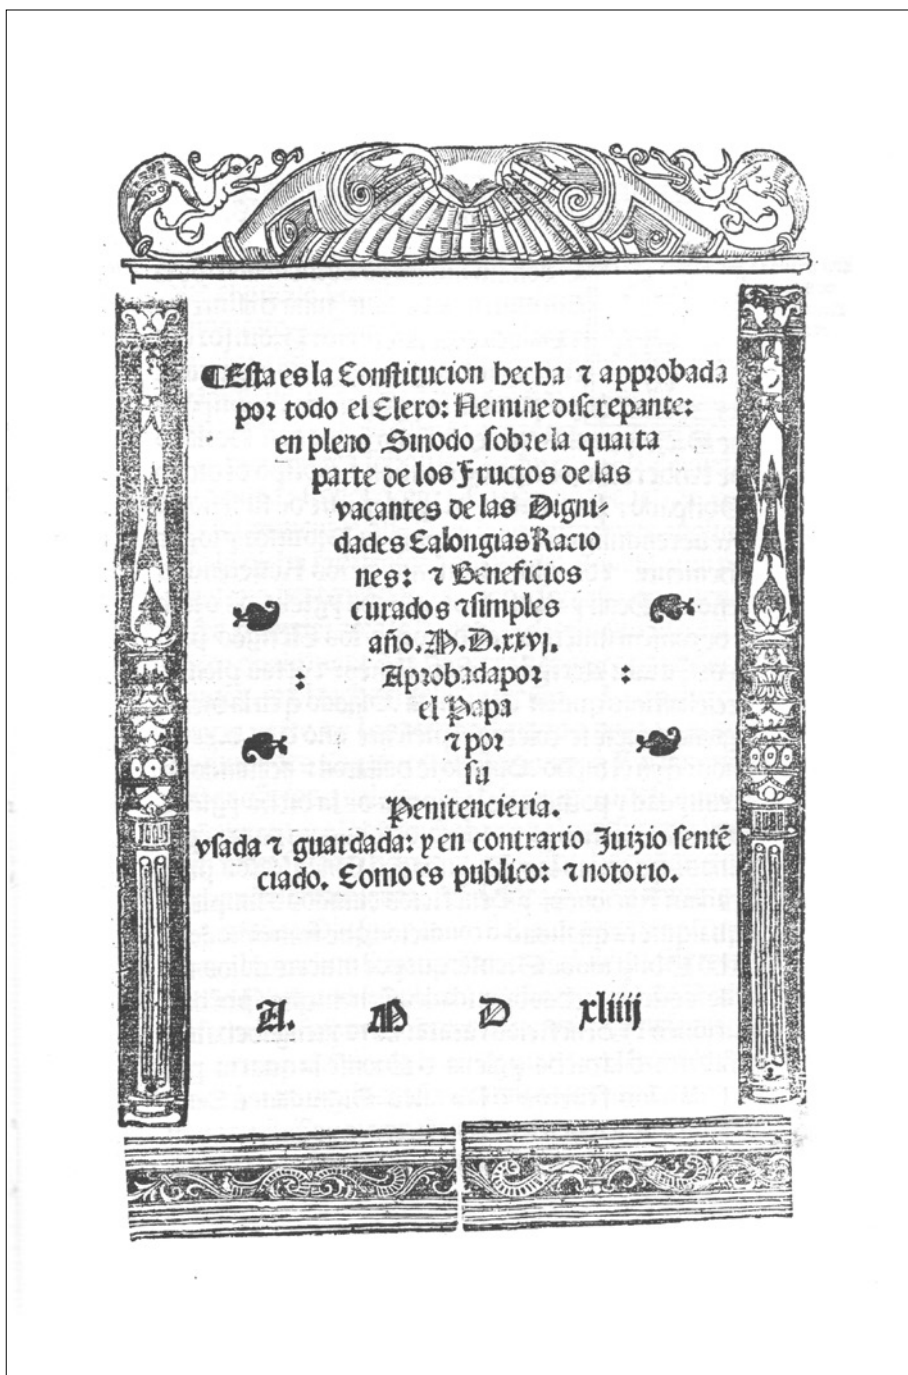 ⸿Esta es la Constitucion hecha ⁊ approbada
por todo el Clero: Nemine discrepante:
en pleno Sinodo sobre la quarta
parte de los Fructos de las
vacantes de las Digni-
dades Calongias Racio
nes: ⁊ Beneficios
curados ⁊ simples
año. M. D. xxvj.
Aprobada por
el Papa
⁊ por
su
Penitencieria.
vsada ⁊ guardada: y en contrario Juizio sentẽ
ciado. Como es publico: ⁊ notorio.
A. M D xliiij